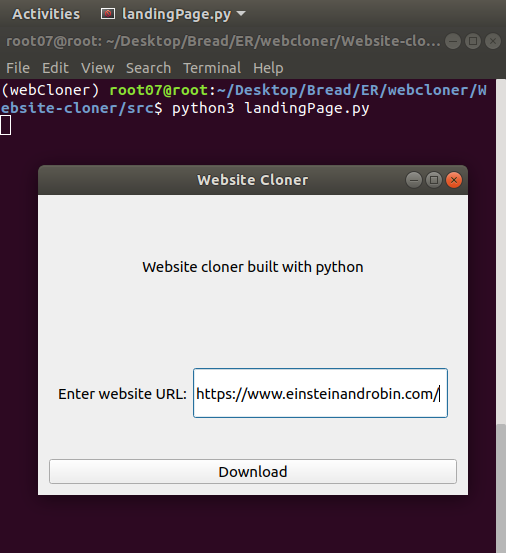 Activities landingPage.py
root07@root: ~/Desktop/Bread/ER/webcloner/Website-clo...
File Edit View Search Terminal Help
(webCloner) root07@root:~/Desktop/Bread/ER/webcloner/W
ebsite-cloner/src$ python3 landingPage.py
Website Cloner
Website cloner built with python
Enter website URL: https://www.einsteinandrobin.com/
Download